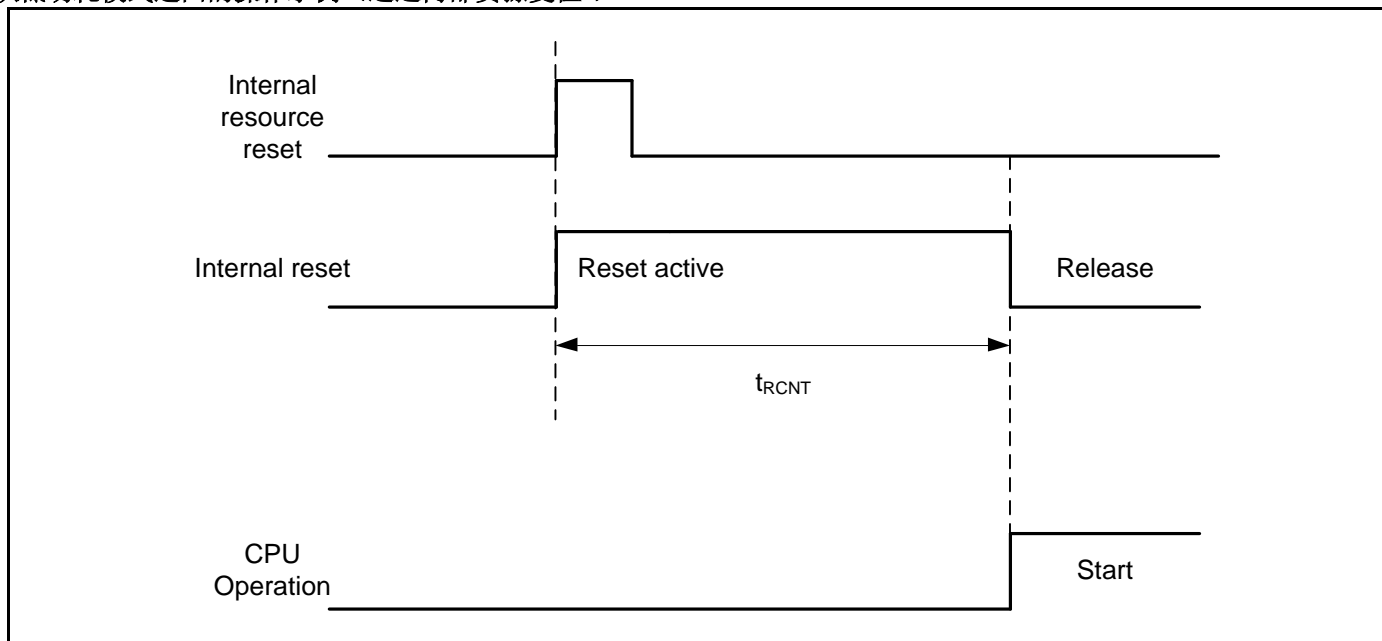 Internal
resource
reset
Internal reset
Reset active
Release
tRCNT
CPU
Operation
Start